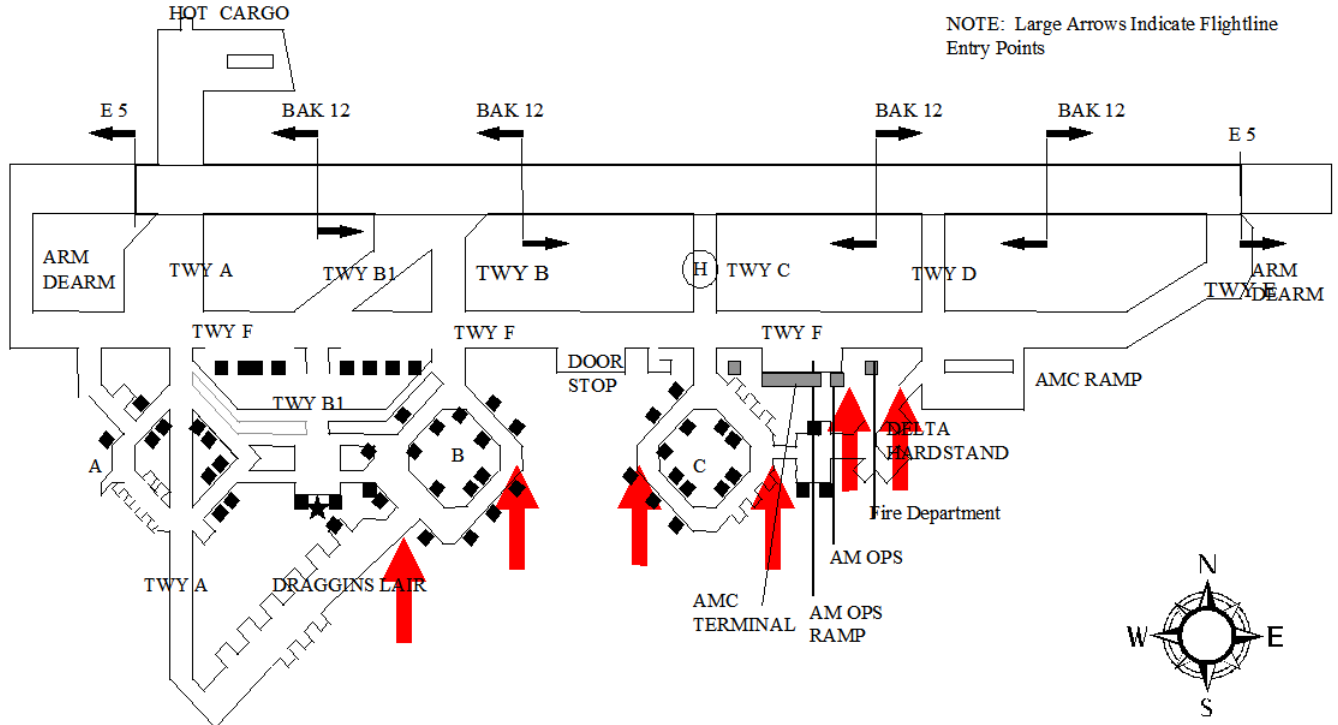 HOT CARGO
NOTE: Large Arrows Indicate Flightline
Entry Points
E 5
BAK 12
BAK 12
BAK 12
BAK 12
E 5
ARM
DEARM
TWY A
TWY B1
TWY B
H
TWY C
TWY D
TWY E
ARM
DEARM
TWY F
TWY F
TWY F
DOOR
STOP
AMC RAMP
TWY B1
A
B
C
DELTA
HARDSTAND
Fire Department
AM OPS
TWY A
DRAGGINS LAIR
AMC
TERMINAL
AM OPS
RAMP
N
W
E
S